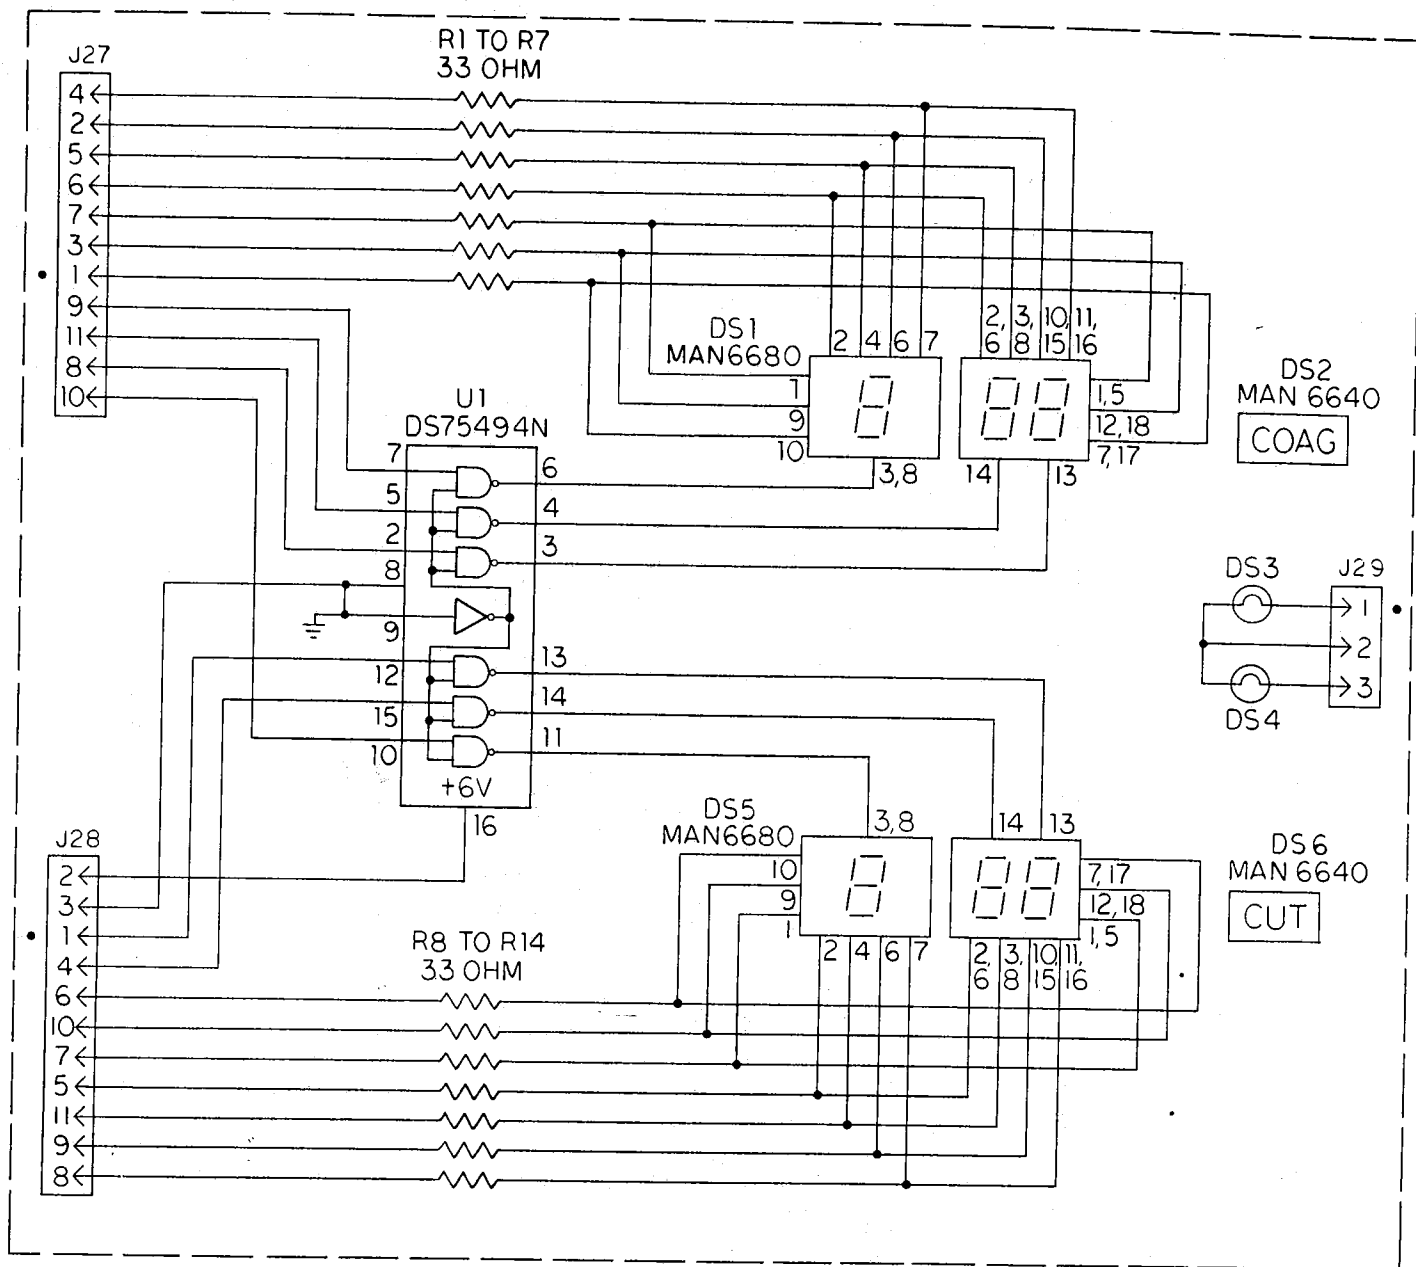 J27
R1 TO R7
33 OHM
4
2
5
6
7
3
1
9
11
8
10
DS1
MAN6680
2 4 6 7
1
9
10
3,8
2, 3, 10, 11,
6 8 15 16
1,5
12,18
7,17
14 13
DS2
MAN 6640
COAG
U1
DS75494N
7
5
2
8
9
12
15
10
6
4
3
13
14
11
+6V
16
DS3
DS4
J29
1
2
3
J28
2
3
1
4
6
10
7
5
11
9
8
R8 TO R14
33 OHM
DS5
MAN6680
3,8
10
9
1
2 4 6 7
14 13
7,17
12,18
1,5
2, 3, 10, 11,
6 8 15 16
DS6
MAN 6640
CUT